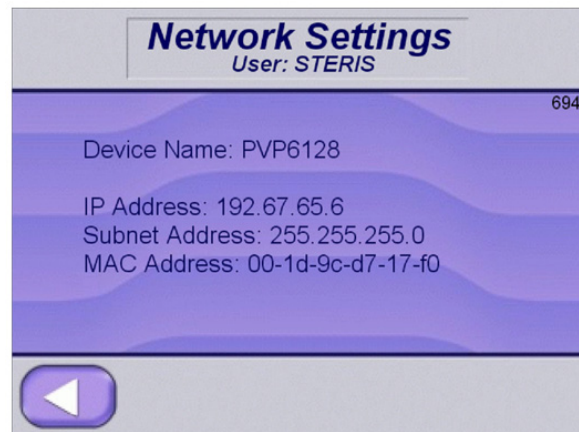 Network Settings
User: STERIS
694
Device Name: PVP6128
IP Address: 192.67.65.6
Subnet Address: 255.255.255.0
MAC Address: 00-1d-9c-d7-17-f0